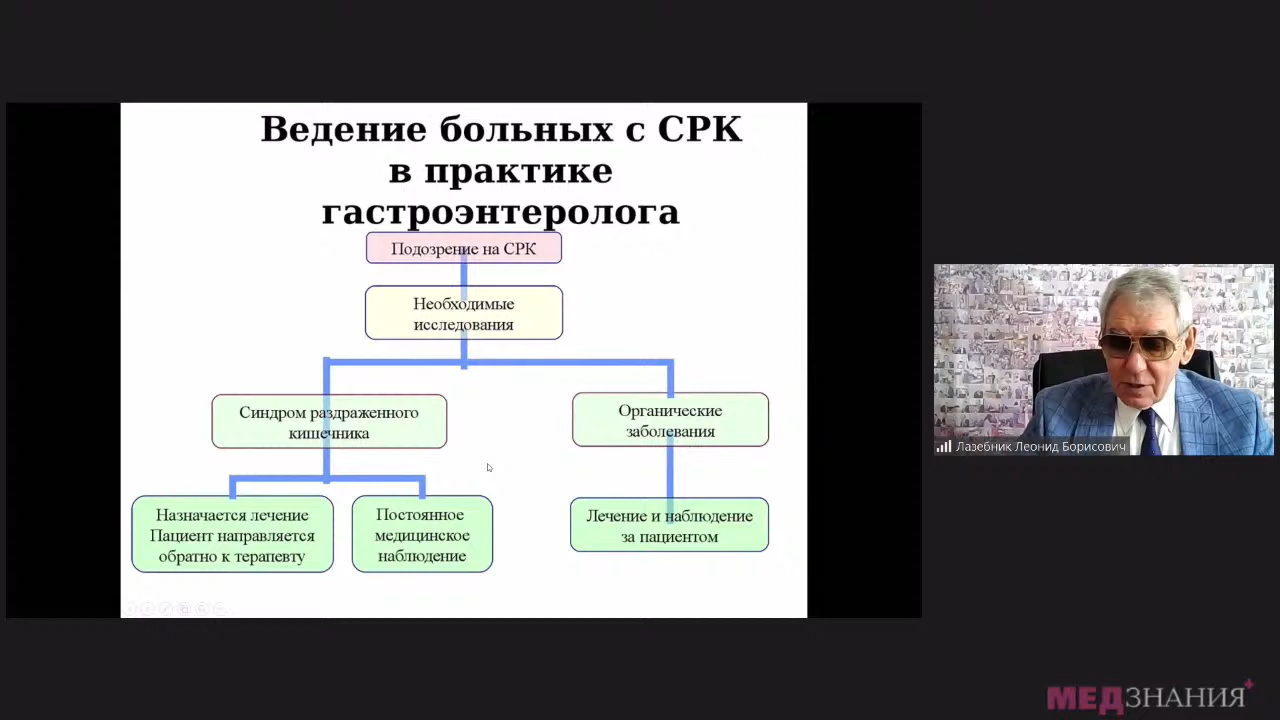 Ведение больных с СРК
в практике
гастроэнтеролога
Подозрение на СРК
Необходимые
исследования
Синдром раздраженного
кишечника
Органические
заболевания
Назначается лечение
Пациент направляется
обратно к терапевту
Постоянное
медицинское
наблюдение
Лечение и наблюдение
за пациентом
Лазебник Леонид Борисович
МЕДЗНАНИЯ+